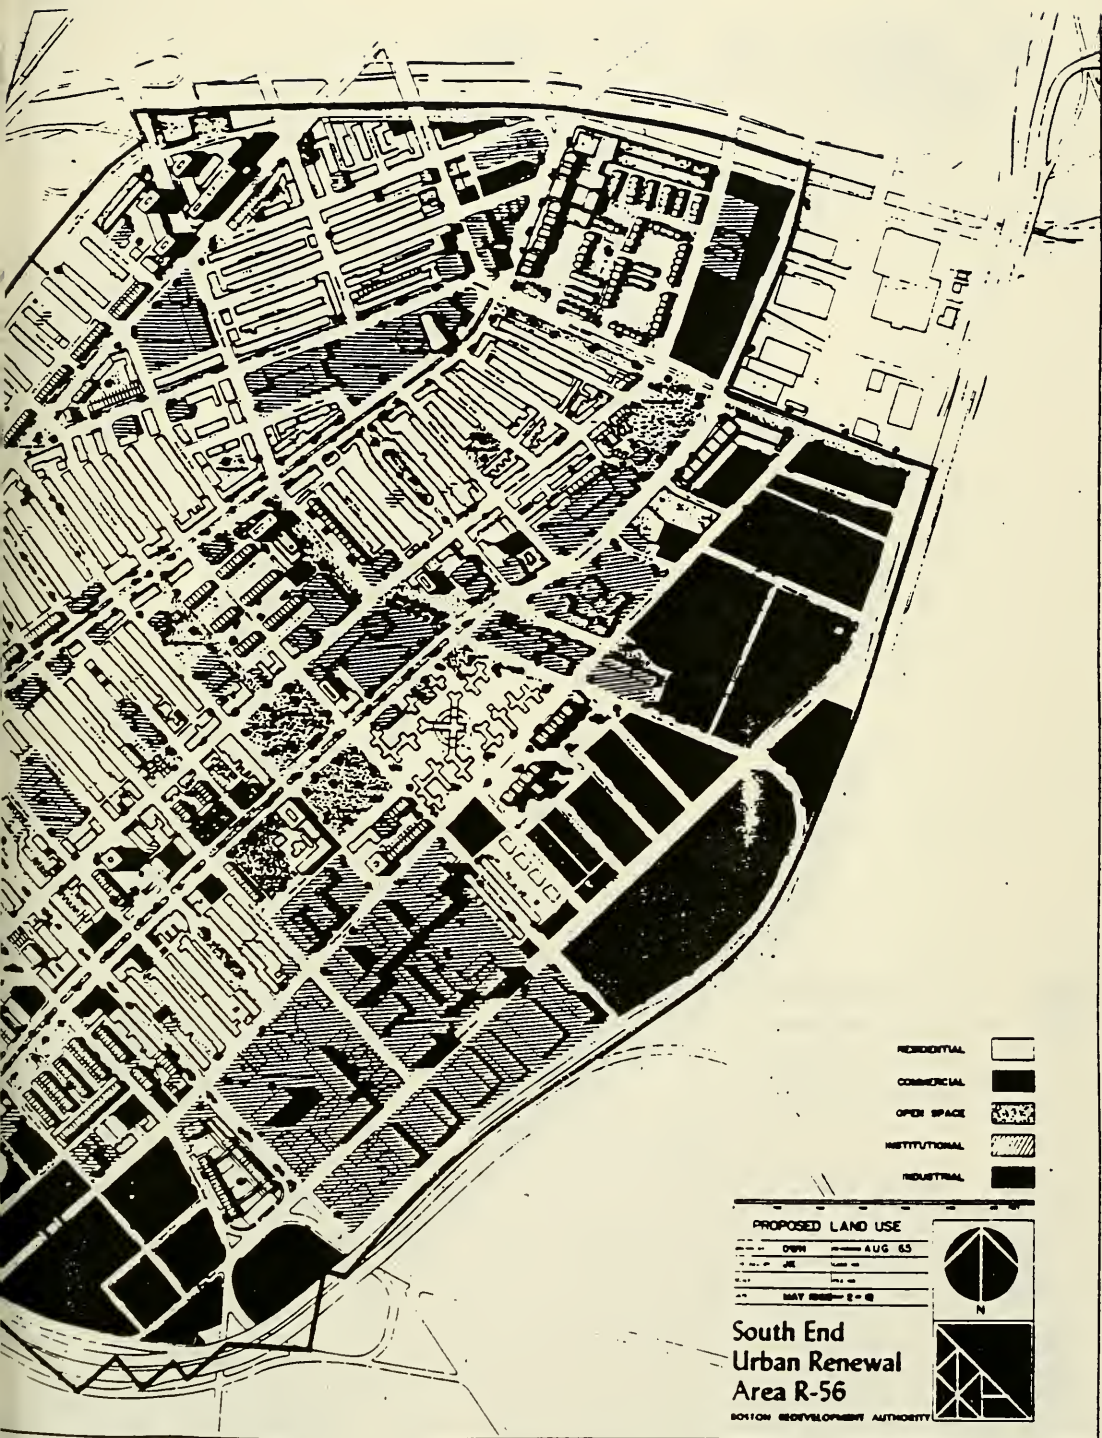 RESIDENTIAL
COMMERCIAL
OPEN SPACE
INSTITUTIONAL
INDUSTRIAL
PROPOSED LAND USE
AUG 65
MAY
N
South End
Urban Renewal
Area R-56
BOSTON REDEVELOPMENT AUTHORITY